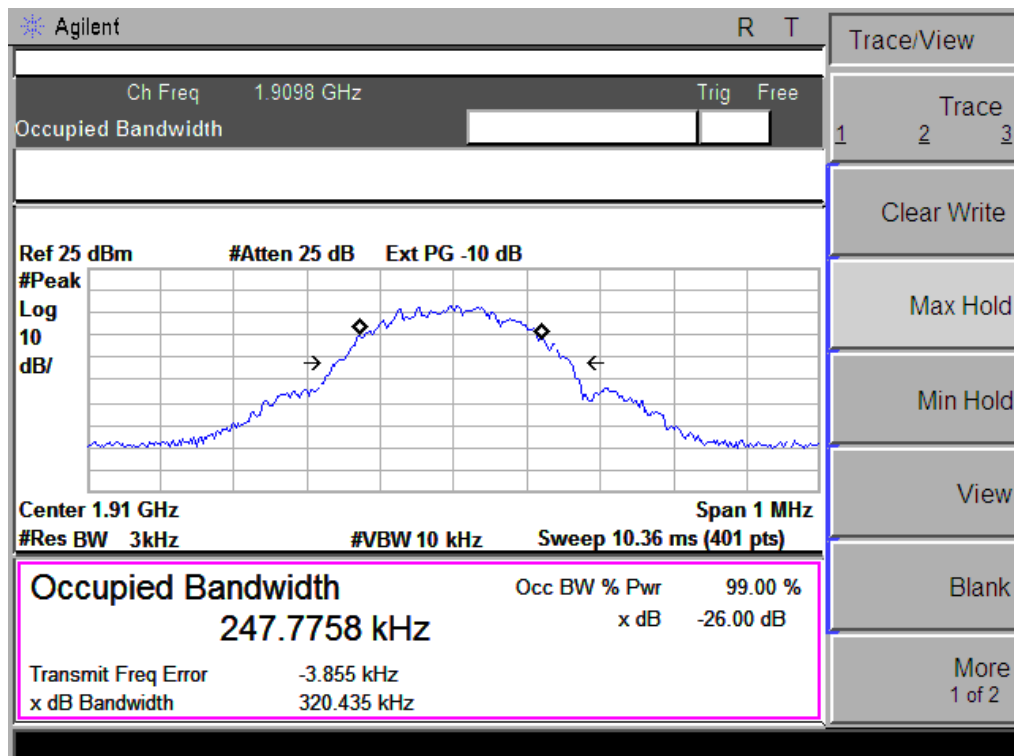 Agilent R T
Trace/View
Ch Freq 1.9098 GHz Trig Free
Occupied Bandwidth
Trace
1 2 3
Clear Write
Ref 25 dBm #Atten 25 dB Ext PG -10 dB
#Peak
Log
10
dB/
Max Hold
Min Hold
View
Center 1.91 GHz Span 1 MHz
#Res BW 3kHz #VBW 10 kHz Sweep 10.36 ms (401 pts)
Occupied Bandwidth
247.7758 kHz
Occ BW % Pwr 99.00 %
x dB -26.00 dB
Transmit Freq Error -3.855 kHz
x dB Bandwidth 320.435 kHz
Blank
More
1 of 2